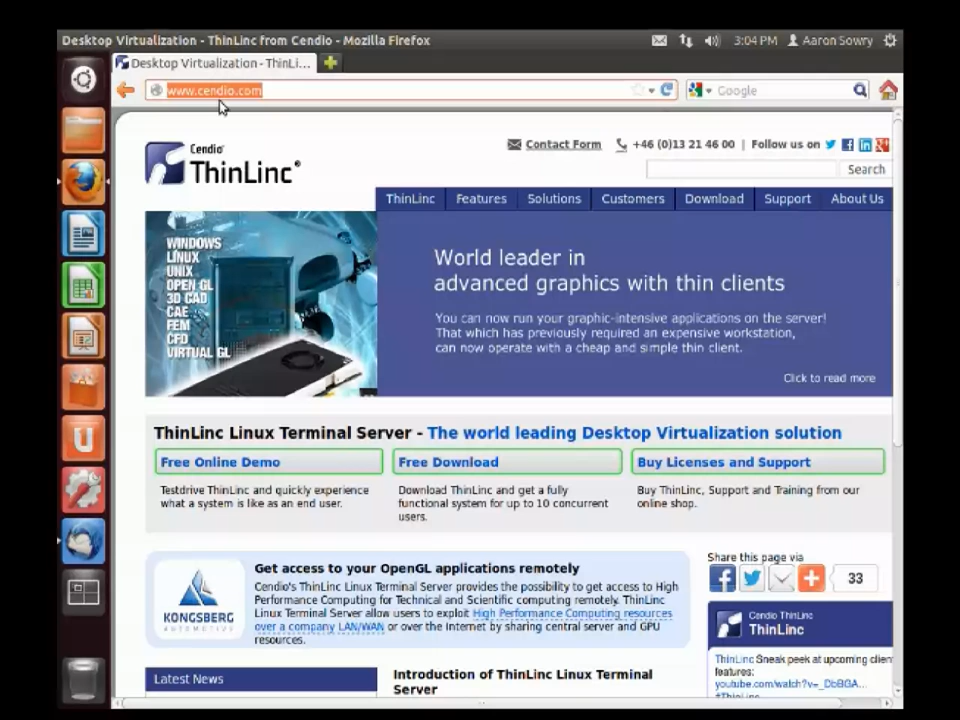 Desktop Virtualization - ThinLinc from Cendio - Mozilla Firefox
3:04 PM
Aaron Sowry
Desktop Virtualization - ThinLi...
www.cendio.com
Google
Contact Form
+46 (0)13 21 46 00 | Follow us on
Cendio®
ThinLinc®
Search
ThinLinc Features Solutions Customers Download Support About Us
WINDOWS
LINUX
UNIX
OPEN GL
3D CAD
CAE
FEM
CFD
VIRTUAL GL
World leader in
advanced graphics with thin clients
You can now run your graphic-intensive applications on the server!
That which has previously required an expensive workstation,
can now operate with a cheap and simple thin client.
Click to read more
ThinLinc Linux Terminal Server - The world leading Desktop Virtualization solution
Free Online Demo
Testdrive ThinLinc and quickly experience
what a system is like as an end user.
Free Download
Download ThinLinc and get a fully
functional system for up to 10 concurrent
users.
Buy Licenses and Support
Buy ThinLinc, Support and Training from our
online shop.
KONGSBERG
AUTOMOTIVE
Get access to your OpenGL applications remotely
Cendio's ThinLinc Linux Terminal Server provides the possibility to get access to High
Performance Computing for Technical and Scientific computing remotely. ThinLinc
Linux Terminal Server allow users to exploit High Performance Computing resources
over a company LAN/WAN or over the Internet by sharing central server and GPU
resources.
Share this page via
33
Cendio ThinLinc
ThinLinc
ThinLinc Sneak peek at upcoming clien
features:
youtube.com/watch?v=_DbBGA...
#ThinLinc
Latest News
Introduction of ThinLinc Linux Terminal
Server